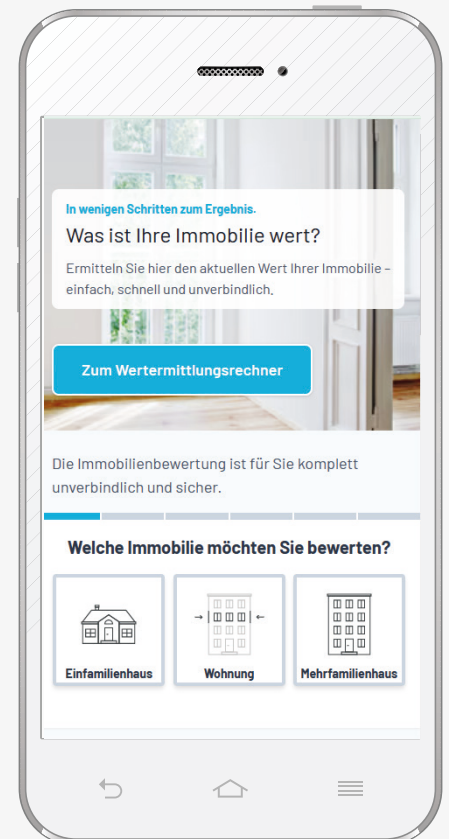 In wenigen Schritten zum Ergebnis.
Was ist Ihre Immobilie wert?
Ermitteln Sie hier den aktuellen Wert Ihrer Immobilie –
einfach, schnell und unverbindlich.
Zum Wertermittlungsrechner
Die Immobilienbewertung ist für Sie komplett
unverbindlich und sicher.
Welche Immobilie möchten Sie bewerten?
Einfamilienhaus
Wohnung
Mehrfamilienhaus